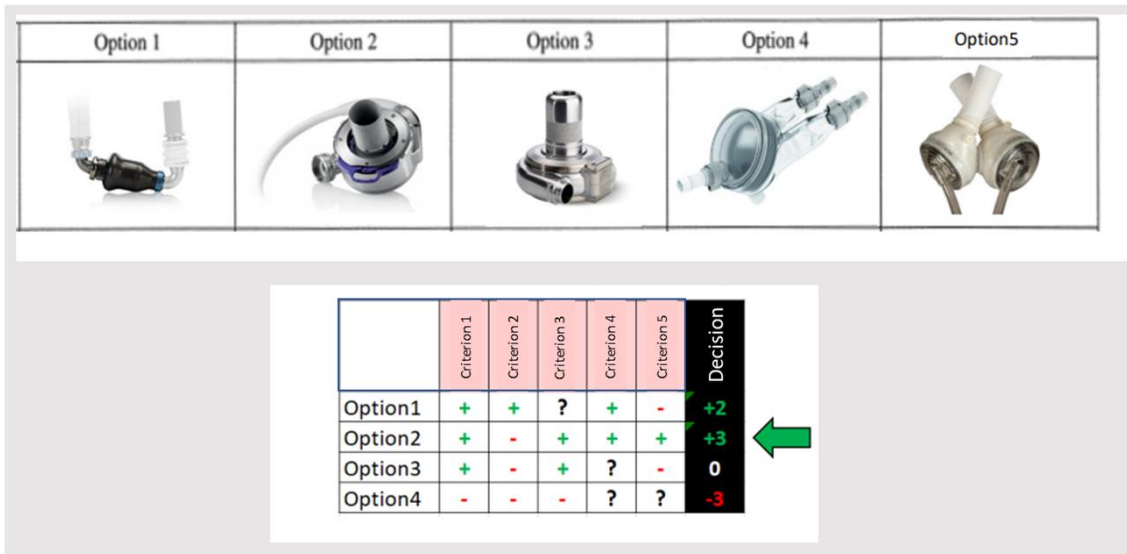 Option 1 Option 2 Option 3 Option 4 Option5
Criterion 1 Criterion 2 Criterion 3 Criterion 4 Criterion 5 Decision
Option1 + + ? + - +2
Option2 + - + + + +3
Option3 + - + ? - 0
Option4 - - - ? ? -3